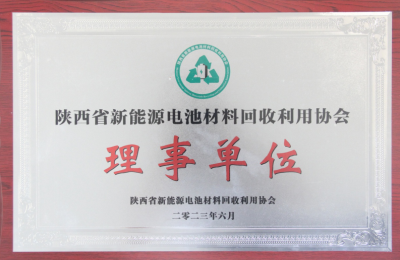 陕西省新能源电池材料回收利用协会
理事单位
陕西省新能源电池材料回收利用协会
二〇二三年六月